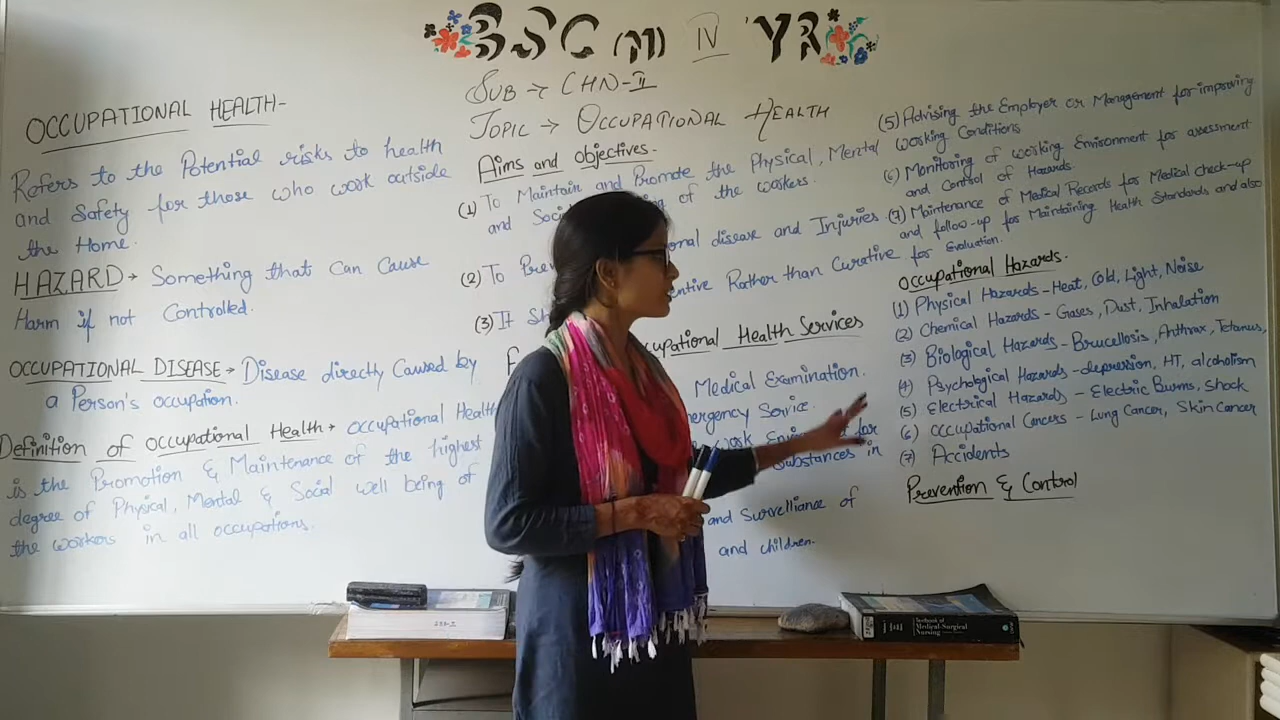 BSC (N) IV YR
SUB → CHN-II
TOPIC → OCCUPATIONAL HEALTH
OCCUPATIONAL HEALTH-
Refers to the Potential risks to health
and Safety for those who work outside
the Home.
HAZARD → Something that Can Cause
Harm if not Controlled.
OCCUPATIONAL DISEASE → Disease directly Caused by
a Person's occupation.
Definition of occupational Health → occupational Health
is the Promotion & Maintenance of the highest
degree of Physical, Mental & Social well being of
the workers in all occupations.
Aims and objectives-
(1) To Maintain and Promote the Physical, Mental
and of the workers.
(2) To disease and Injuries
(3) It Rather than Curative
Health Services
Medical Examination.
Service.
work for
Substances in
and Survelliance of
and children.
(5) Advising the Employer or Management for improving
Working Conditions
(6) Monitoring of working Environment for assessment
and Control of Hazards.
(7) Maintenance of Medical Records for Medical check-up
and follow-up for Maintaining Health Standards and also
for Evaluation.
Occupational Hazards.
(1) Physical Hazards - Heat, Cold, Light, Noise
(2) Chemical Hazards - Gases, Dust, Inhalation
(3) Biological Hazards - Brucellosis, Anthrax, Tetanus,
(4) Psychological Hazards - depression, HT, alcoholism
(5) Electrical Hazards - Electric Burns, shock
(6) Occupational Cancers - Lung Cancer, Skin Cancer
(7) Accidents
Prevention & Control
Textbook of
Medical-Surgical
Nursing